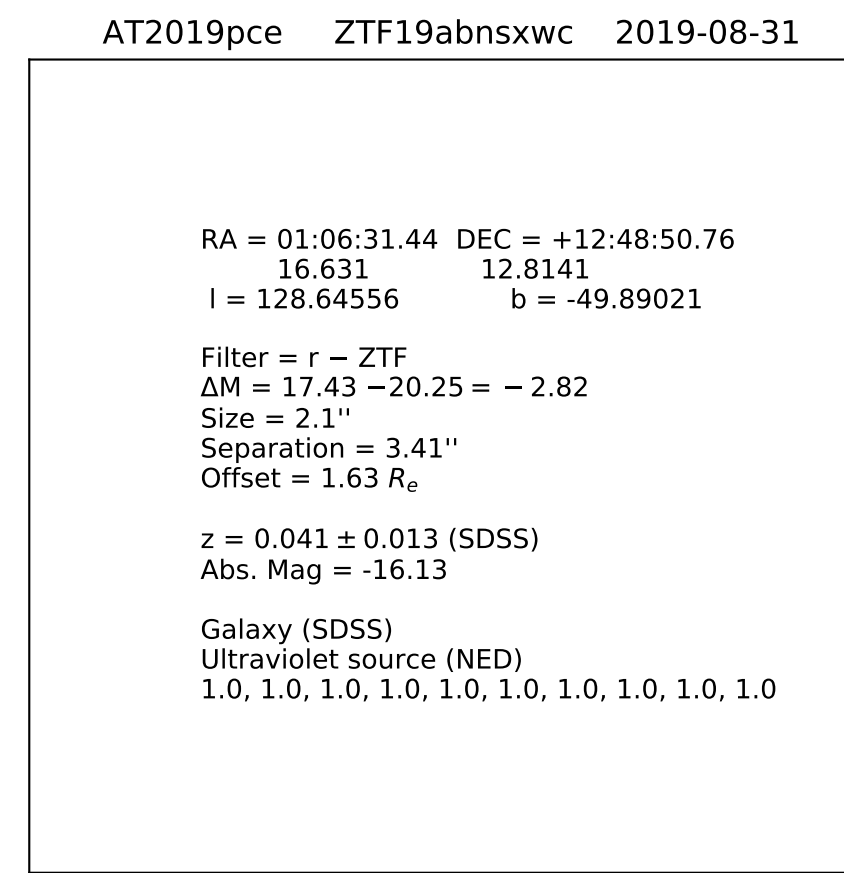 AT2019pce ZTF19abnsxwc 2019-08-31
RA = 01:06:31.44 DEC = +12:48:50.76
16.631 12.8141
l = 128.64556 b = -49.89021
Filter = r − ZTF
ΔM = 17.43 −20.25 = − 2.82
Size = 2.1''
Separation = 3.41''
Offset = 1.63 Re
z = 0.041 ± 0.013 (SDSS)
Abs. Mag = -16.13
Galaxy (SDSS)
Ultraviolet source (NED)
1.0, 1.0, 1.0, 1.0, 1.0, 1.0, 1.0, 1.0, 1.0, 1.0